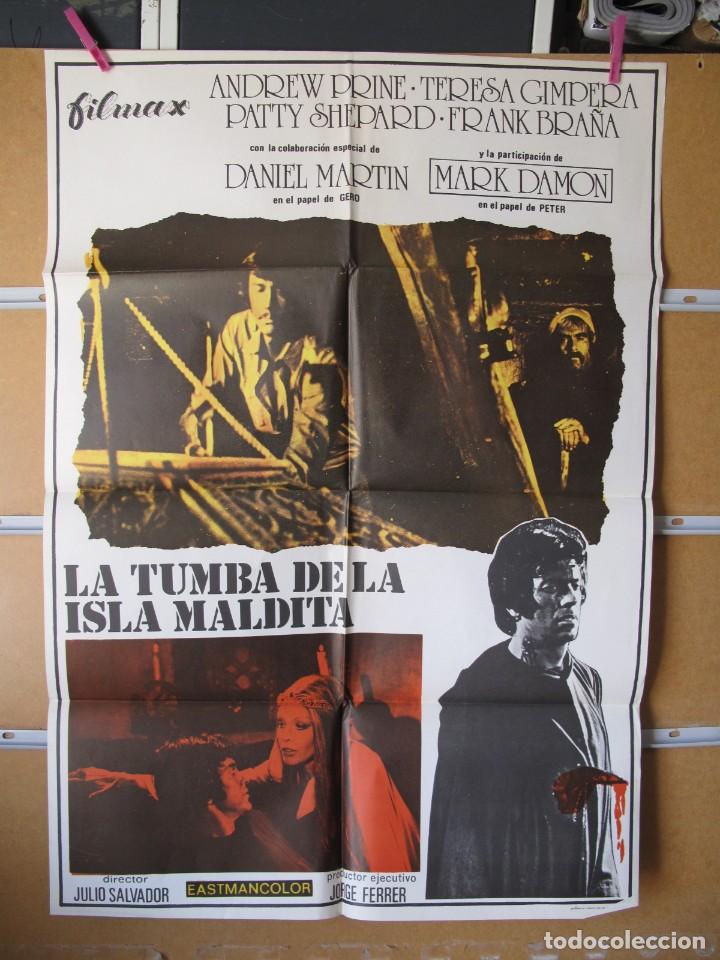 filmax
ANDREW PRINE · TERESA GIMPERA
PATTY SHEPARD · FRANK BRAÑA
con la colaboración especial de
DANIEL MARTIN
en el papel de GERO
y la participación de
MARK DAMON
en el papel de PETER
LA TUMBA DE LA
ISLA MALDITA
director
JULIO SALVADOR
EASTMANCOLOR
productor ejecutivo
JORGE FERRER
todocoleccion.net